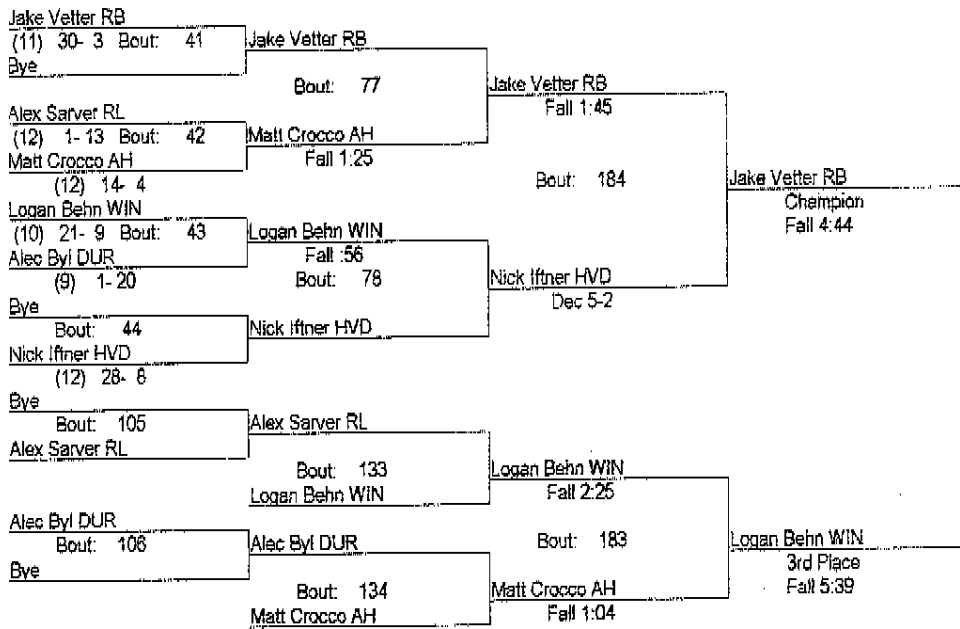 Jake Vetter RB
(11) 30- 3 Bout: 41
Bye
Jake Vetter RB
Bout: 77
Alex Sarver RL
(12) 1- 13 Bout: 42
Matt Crocco AH
(12) 14- 4
Matt Crocco AH
Fall 1:25
Jake Vetter RB
Fall 1:45
Bout: 184
Logan Behn WIN
(10) 21- 9 Bout: 43
Alec Byl DUR
(9) 1- 20
Logan Behn WIN
Fall :56
Bout: 78
Bye
Bout: 44
Nick Iftner HVD
(12) 28- 8
Nick Iftner HVD
Nick Iftner HVD
Dec 5-2
Jake Vetter RB
Champion
Fall 4:44
Bye
Bout: 105
Alex Sarver RL
Alex Sarver RL
Bout: 133
Logan Behn WIN
Logan Behn WIN
Fall 2:25
Bout: 183
Alec Byl DUR
Bout: 106
Bye
Alec Byl DUR
Bout: 134
Matt Crocco AH
Matt Crocco AH
Fall 1:04
Logan Behn WIN
3rd Place
Fall 5:39